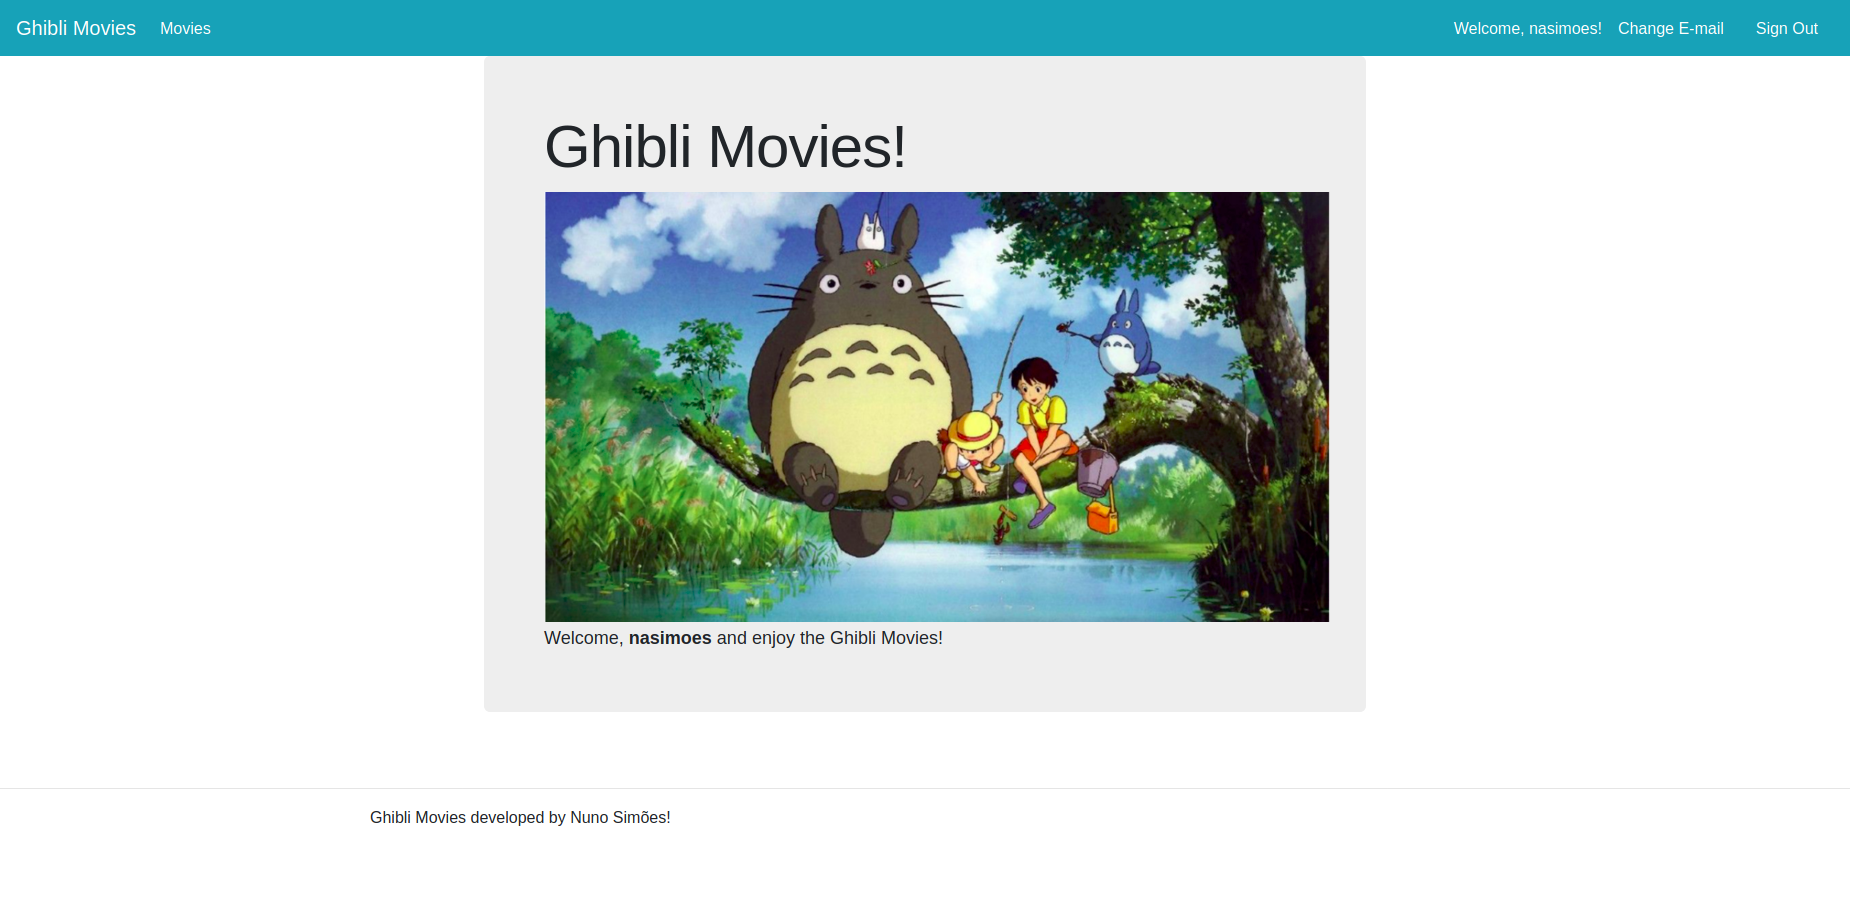 Ghibli Movies Movies Welcome, nasimoes! Change E-mail Sign Out
Ghibli Movies!
Welcome, nasimoes and enjoy the Ghibli Movies!
Ghibli Movies developed by Nuno Simões!